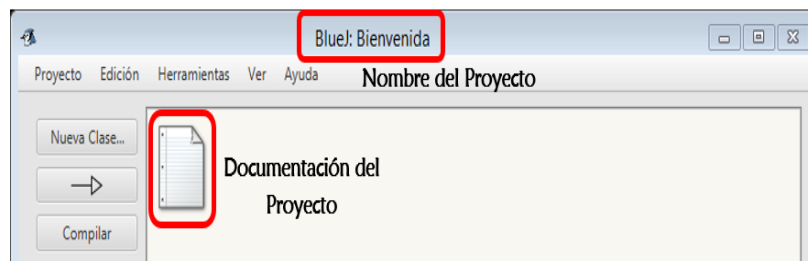 BlueJ: Bienvenida
Proyecto Edición Herramientas Ver Ayuda
Nombre del Proyecto
Nueva Clase...
Documentación del
Proyecto
Compilar